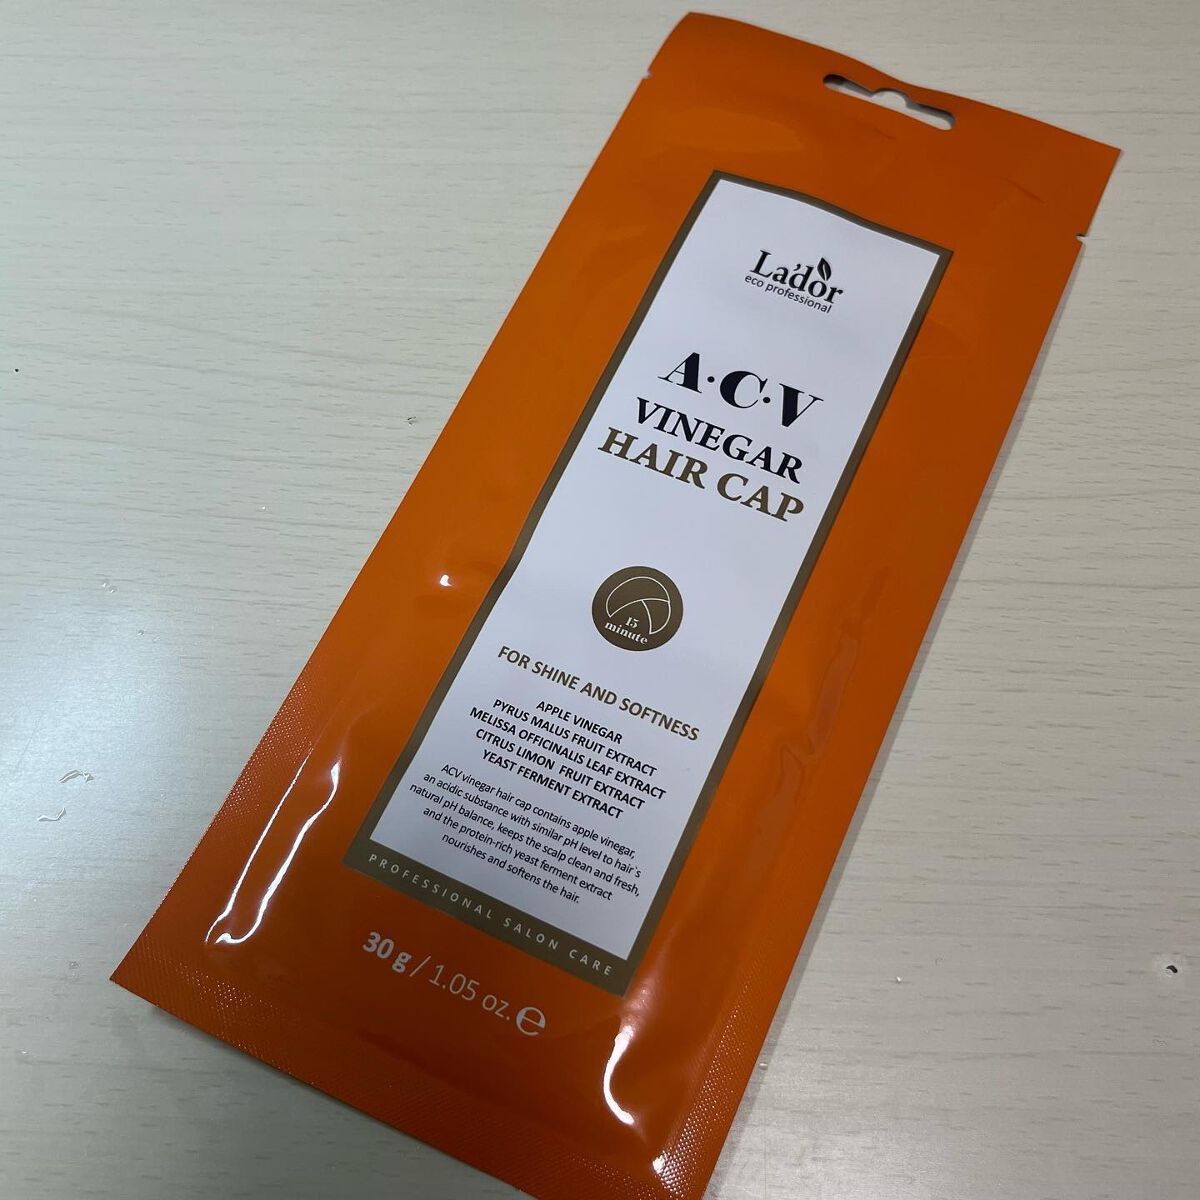 La'dor
eco professional
A·C·V
VINEGAR
HAIR CAP
15
minute
FOR SHINE AND SOFTNESS
APPLE VINEGAR
PYRUS MALUS FRUIT EXTRACT
MELISSA OFFICINALIS LEAF EXTRACT
CITRUS LIMON FRUIT EXTRACT
YEAST FERMENT EXTRACT
ACV vinegar hair cap contains apple vinegar,
an acidic substance with similar pH level to hair`s
natural pH balance, keeps the scalp clean and fresh,
and the protein-rich yeast ferment extract
nourishes and softens the hair.
PROFESSIONAL SALON CARE
30 g / 1.05 oz. ℮